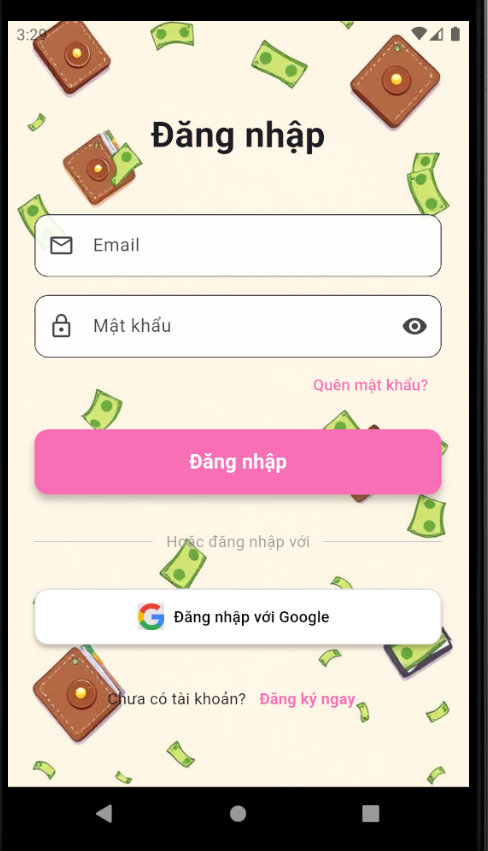 3:29
Đăng nhập
Email
Mật khẩu
Quên mật khẩu?
Đăng nhập
Hoặc đăng nhập với
Đăng nhập với Google
Chưa có tài khoản? Đăng ký ngay